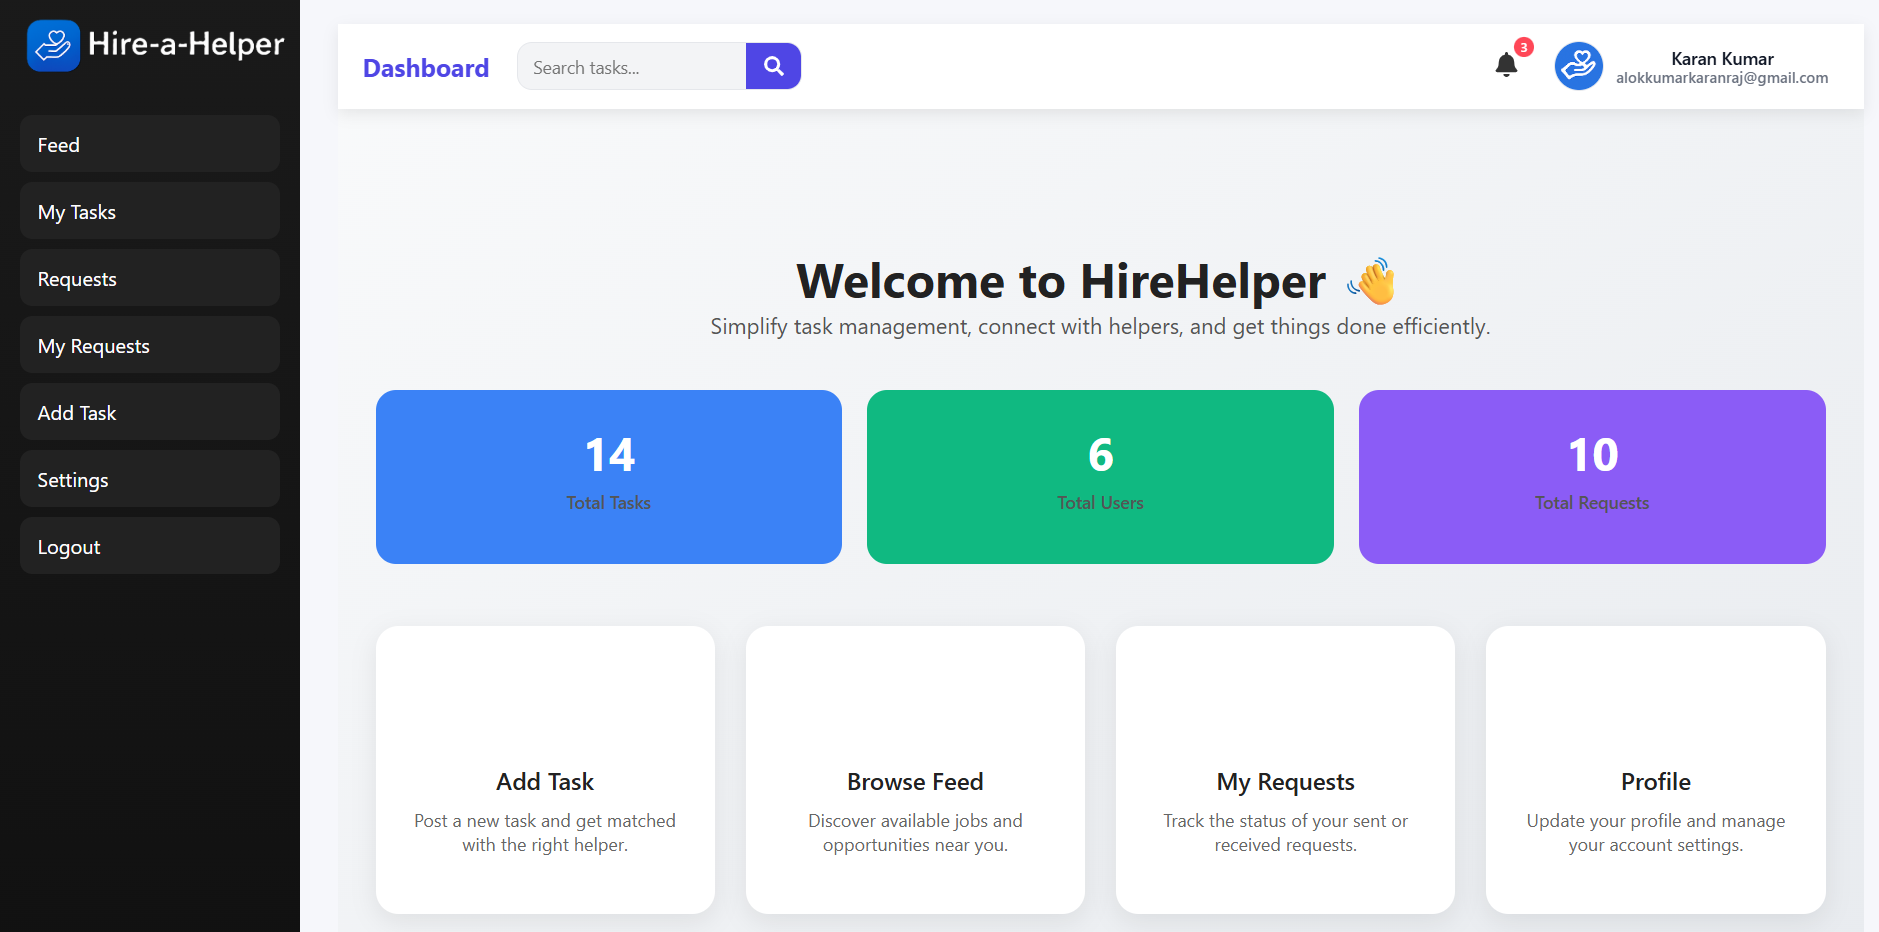 Hire-a-Helper
Feed
My Tasks
Requests
My Requests
Add Task
Settings
Logout
Dashboard
Search tasks...
3
Karan Kumar
alokkumarkaranraj@gmail.com
Welcome to HireHelper 👋
Simplify task management, connect with helpers, and get things done efficiently.
14
Total Tasks
6
Total Users
10
Total Requests
Add Task
Post a new task and get matched
with the right helper.
Browse Feed
Discover available jobs and
opportunities near you.
My Requests
Track the status of your sent or
received requests.
Profile
Update your profile and manage
your account settings.